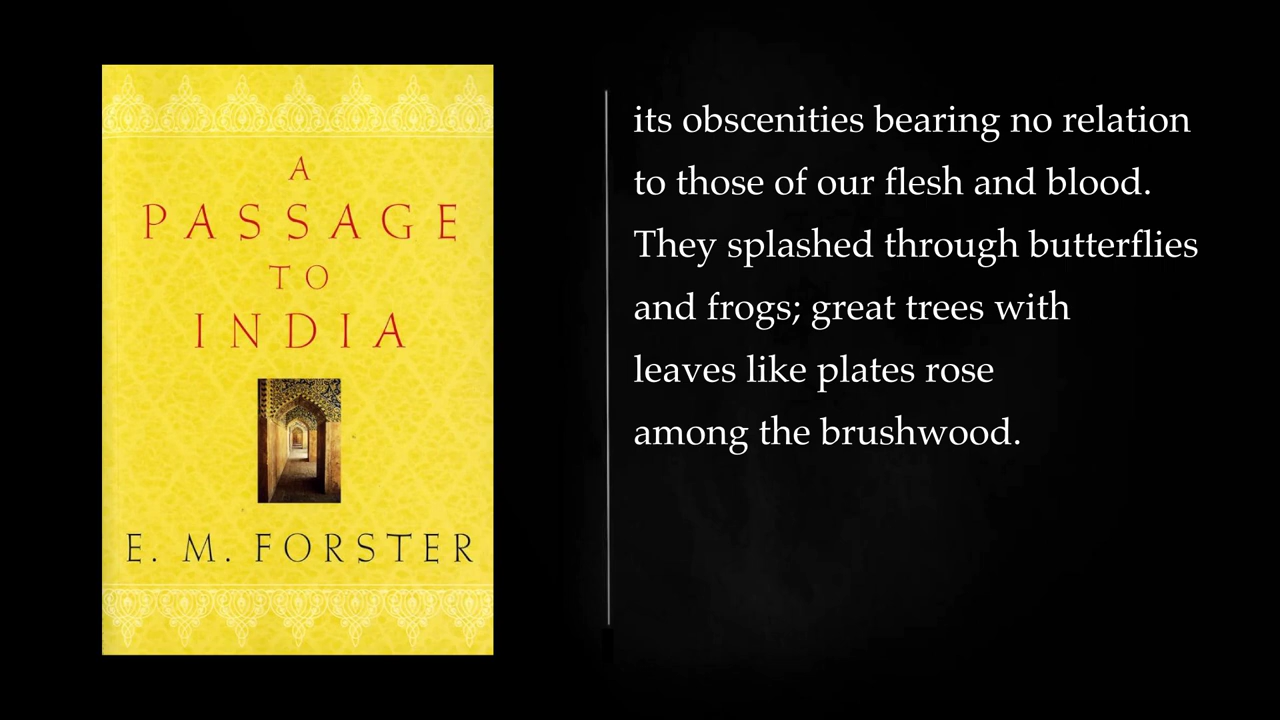 A
PASSAGE
TO
INDIA
E. M. FORSTER
its obscenities bearing no relation
to those of our flesh and blood.
They splashed through butterflies
and frogs; great trees with
leaves like plates rose
among the brushwood.